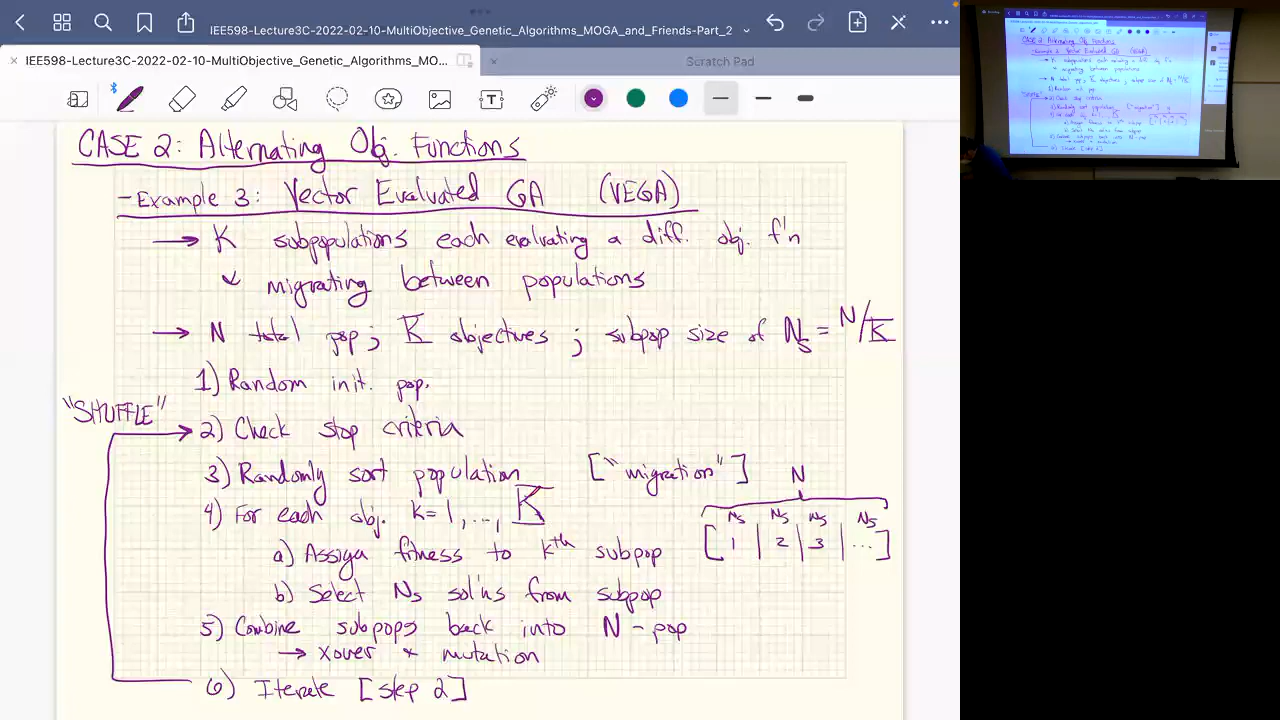 IEE598-Lecture3C-2022-02-10-MultiObjective_Genetic_Algorithms_MOGA_and_Friends-Part_2
IEE598-Lecture3C-2022-02-10-MultiObjective_Genetic_Algorithms_MO...
Scratch Pad
CASE 2: Alternating Obj Functions
- Example 3: Vector Evaluated GA (VEGA)
→ K subpopulations each evaluating a diff. obj. f'n
migrating between populations
→ N total pop; K objectives; subpop size of Ns = N/K
1) Random init. pop.
"SHUFFLE"
2) Check stop criteria
3) Randomly sort population ["migration"]
N
4) For each obj. k=1, ..., K
Ns Ns Ns Ns
[ 1 | 2 | 3 | ... ]
a) Assign fitness to kth subpop
b) Select Ns sol'ns from subpop
5) Combine subpops back into N-pop
→ xover & mutation
6) Iterate [step 2]